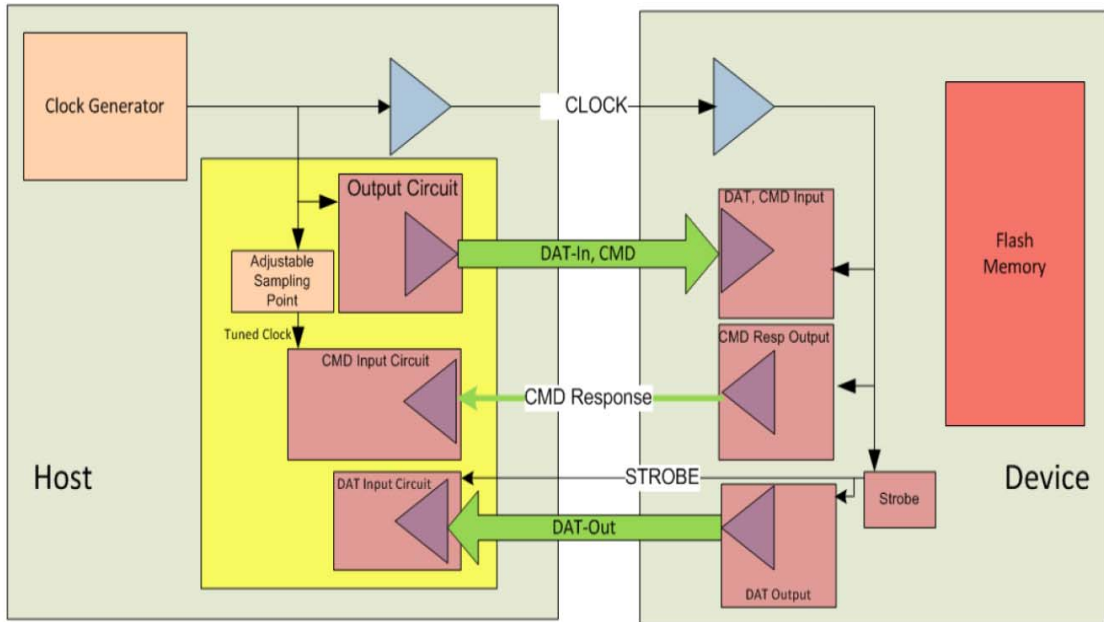 Clock Generator
CLOCK
Output Circuit
DAT, CMD Input
Flash
Memory
DAT-In, CMD
Adjustable
Sampling
Point
Tuned Clock
CMD Input Circuit
CMD Resp Output
CMD Response
Host
STROBE
Device
DAT Input Circuit
Strobe
DAT-Out
DAT Output